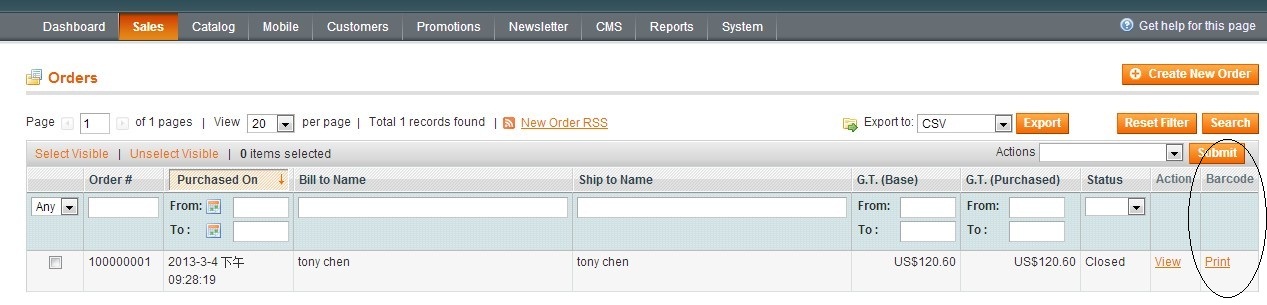 Dashboard Sales Catalog Mobile Customers Promotions Newsletter CMS Reports System Get help for this page
Orders Create New Order
Page 1 of 1 pages | View 20 per page | Total 1 records found | New Order RSS Export to: CSV Export Reset Filter Search
Select Visible | Unselect Visible | 0 items selected Actions Submit
Order # Purchased On Bill to Name Ship to Name G.T. (Base) G.T. (Purchased) Status Action Barcode
Any From: From: From:
To : To : To :
100000001 2013-3-4 下午 tony chen tony chen US$120.60 US$120.60 Closed View Print
09:28:19